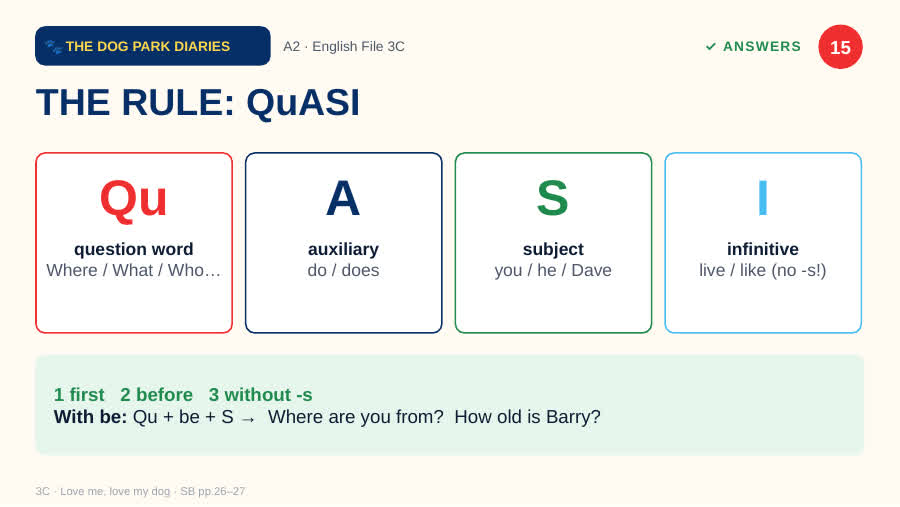 🐾 THE DOG PARK DIARIES
A2 · English File 3C
✓ ANSWERS
15
THE RULE: QuASI
Qu
question word
Where / What / Who…
A
auxiliary
do / does
S
subject
you / he / Dave
I
infinitive
live / like (no -s!)
1 first   2 before   3 without -s
With be: Qu + be + S →  Where are you from?  How old is Barry?
3C · Love me, love my dog · SB pp.26–27